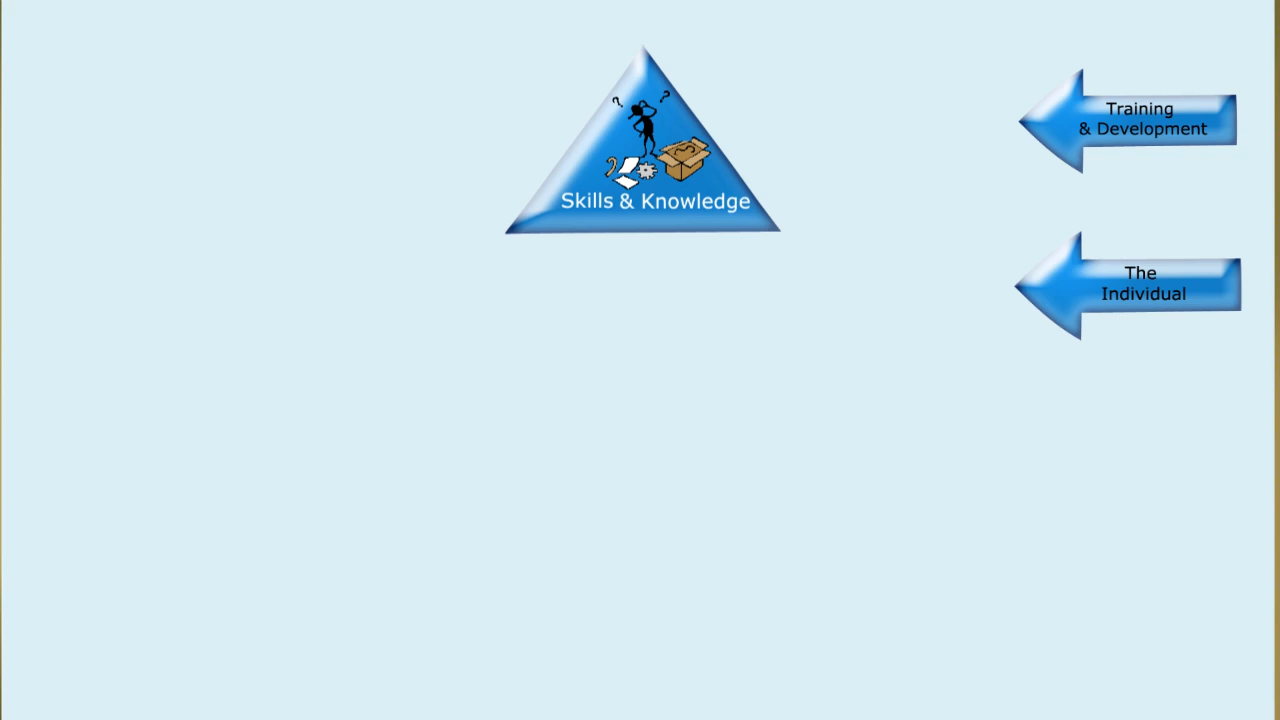 Skills & Knowledge
Training
& Development
The
Individual